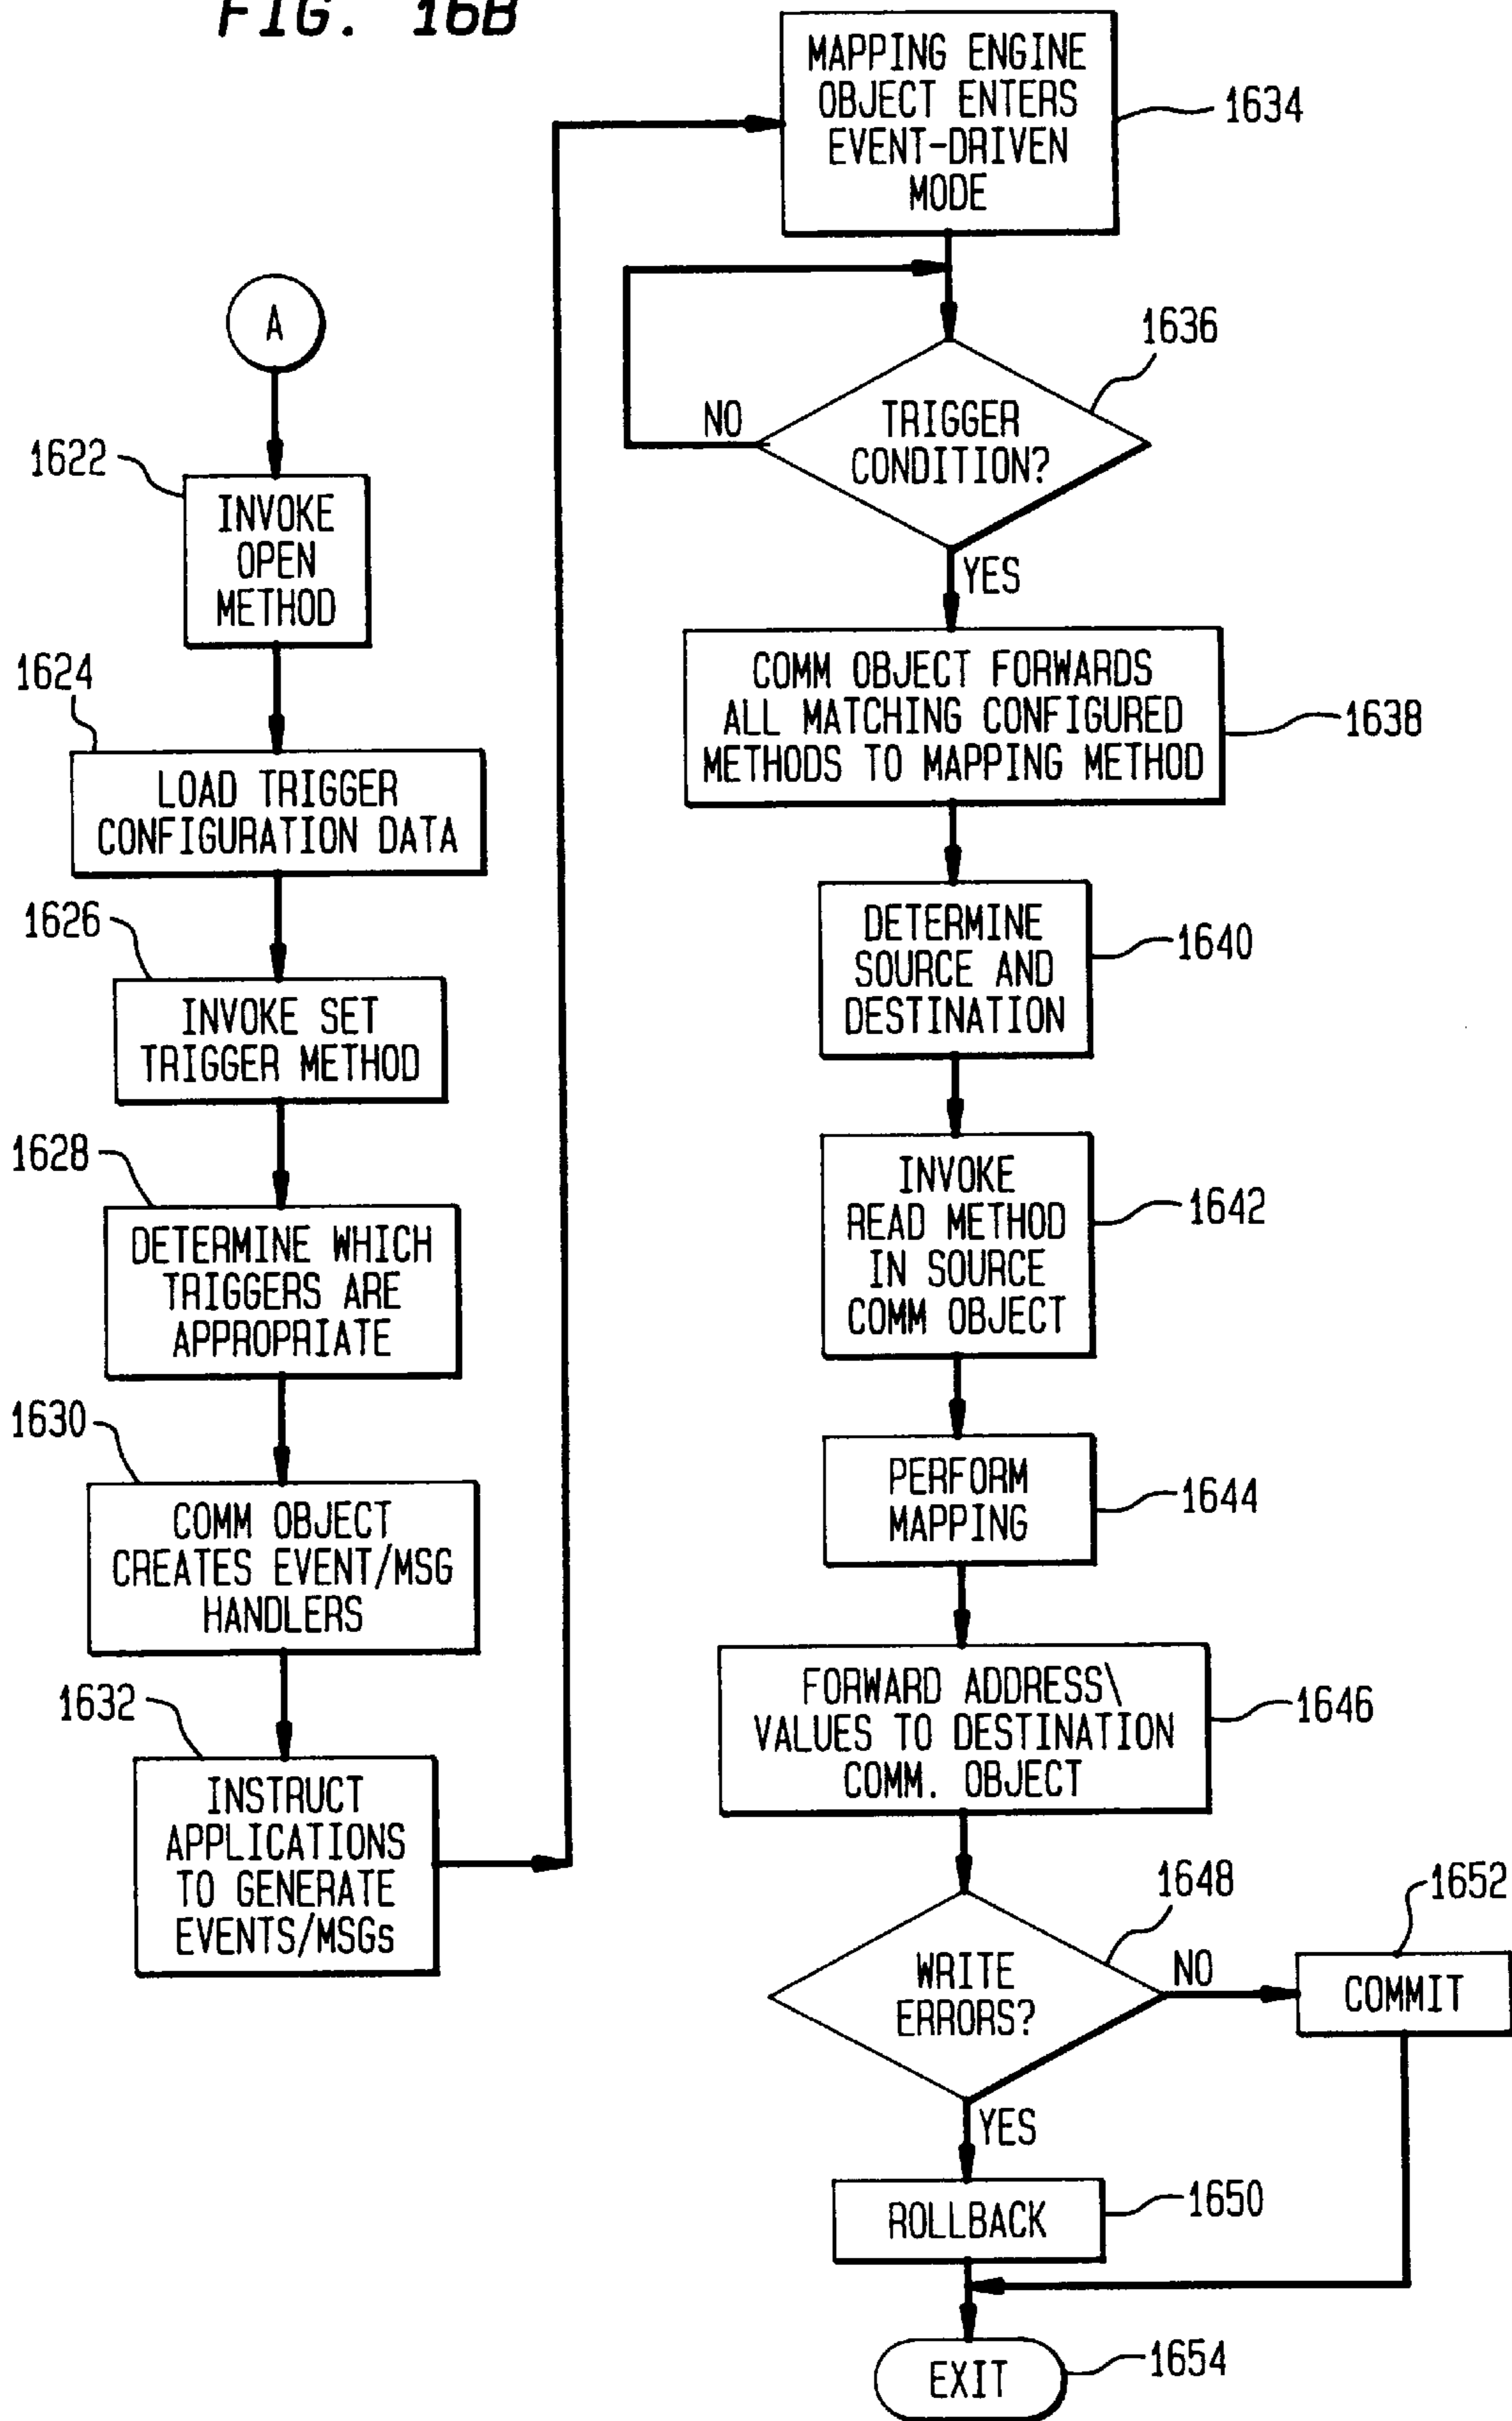 FIG. 16B
A
1622
INVOKE
OPEN
METHOD
1624
LOAD TRIGGER
CONFIGURATION DATA
1626
INVOKE SET
TRIGGER METHOD
1628
DETERMINE WHICH
TRIGGERS ARE
APPROPRIATE
1630
COMM OBJECT
CREATES EVENT/MSG
HANDLERS
1632
INSTRUCT
APPLICATIONS
TO GENERATE
EVENTS/MSGs
MAPPING ENGINE
OBJECT ENTERS
EVENT-DRIVEN
MODE
1634
1636
TRIGGER
CONDITION?
NO
YES
COMM OBJECT FORWARDS
ALL MATCHING CONFIGURED
METHODS TO MAPPING METHOD
1638
DETERMINE
SOURCE AND
DESTINATION
1640
INVOKE
READ METHOD
IN SOURCE
COMM OBJECT
1642
PERFORM
MAPPING
1644
FORWARD ADDRESS\
VALUES TO DESTINATION
COMM. OBJECT
1646
1648
WRITE
ERRORS?
NO
1652
COMMIT
YES
ROLLBACK
1650
EXIT
1654